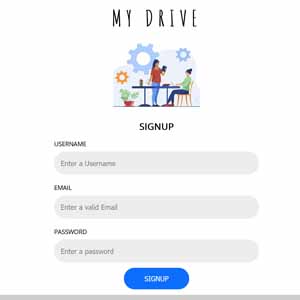 MY DRIVE
SIGNUP
USERNAME
Enter a Username
EMAIL
Enter a valid Email
PASSWORD
Enter a password
SIGNUP